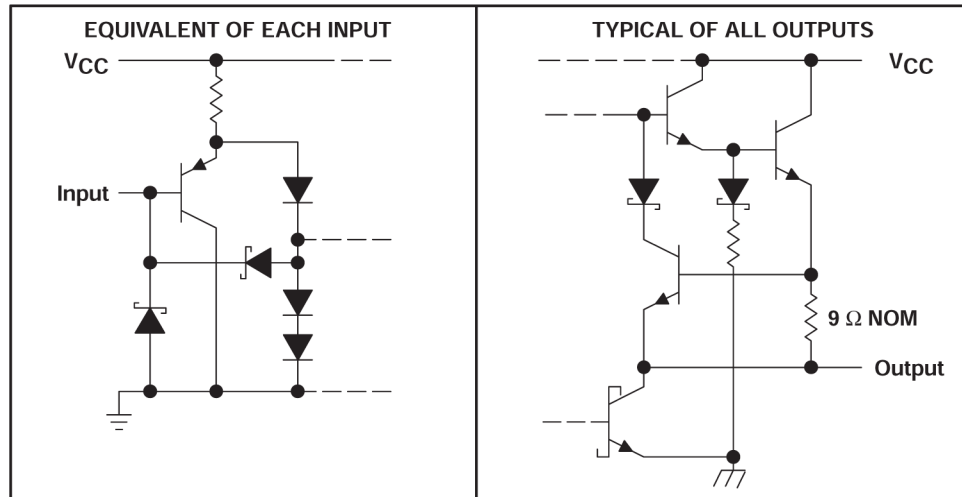 EQUIVALENT OF EACH INPUT
VCC
Input
TYPICAL OF ALL OUTPUTS
VCC
9 Ω NOM
Output